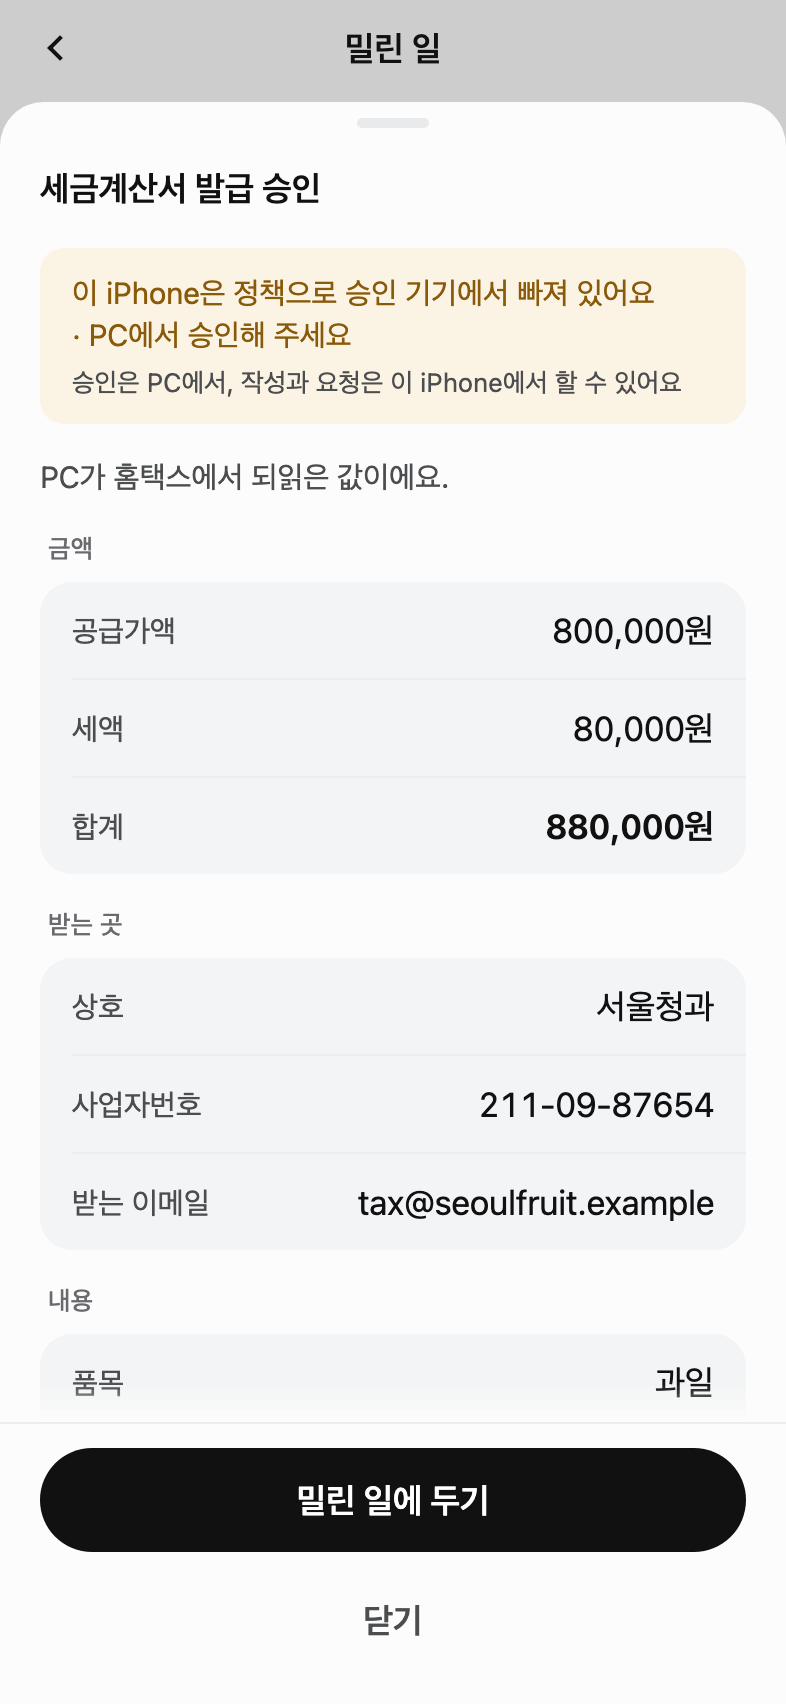 밀린 일
세금계산서 발급 승인
이 iPhone은 정책으로 승인 기기에서 빠져 있어요
· PC에서 승인해 주세요
승인은 PC에서, 작성과 요청은 이 iPhone에서 할 수 있어요
PC가 홈택스에서 되읽은 값이에요.
금액
공급가액 800,000원
세액 80,000원
합계 880,000원
받는 곳
상호 서울청과
사업자번호 211-09-87654
받는 이메일 tax@seoulfruit.example
내용
품목 과일
밀린 일에 두기
닫기